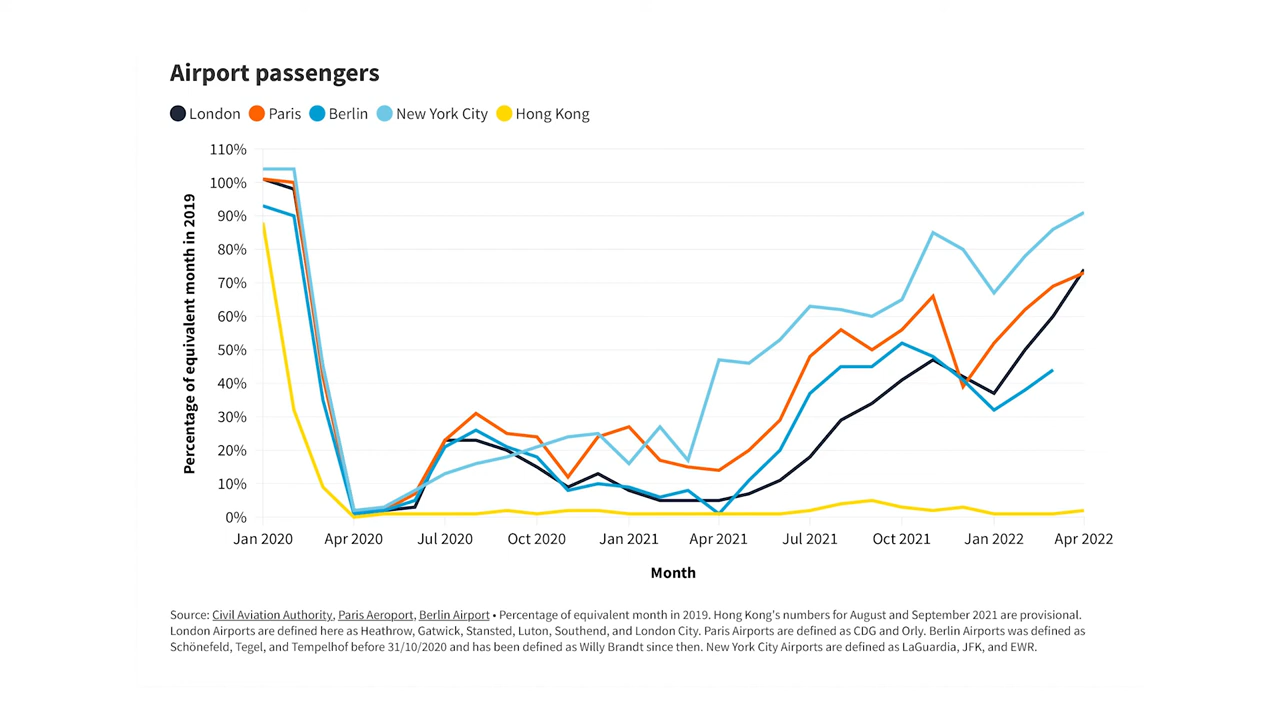 Airport passengers
London Paris Berlin New York City Hong Kong
110%
100%
90%
80%
70%
60%
50%
40%
30%
20%
10%
0%
Percentage of equivalent month in 2019
Jan 2020 Apr 2020 Jul 2020 Oct 2020 Jan 2021 Apr 2021 Jul 2021 Oct 2021 Jan 2022 Apr 2022
Month
Source: Civil Aviation Authority, Paris Aeroport, Berlin Airport • Percentage of equivalent month in 2019. Hong Kong's numbers for August and September 2021 are provisional.
London Airports are defined here as Heathrow, Gatwick, Stansted, Luton, Southend, and London City. Paris Airports are defined as CDG and Orly. Berlin Airports was defined as
Schönefeld, Tegel, and Tempelhof before 31/10/2020 and has been defined as Willy Brandt since then. New York City Airports are defined as LaGuardia, JFK, and EWR.